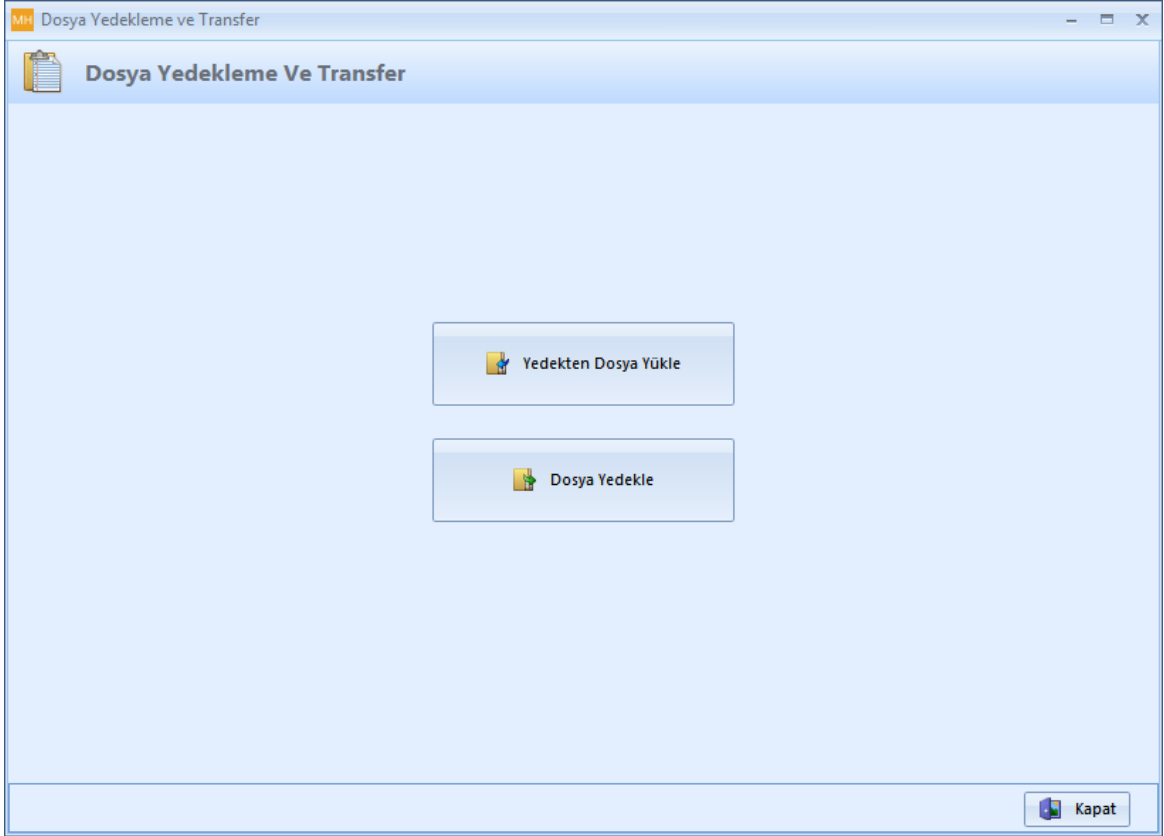 MH Dosya Yedekleme ve Transfer
Dosya Yedekleme Ve Transfer
Yedekten Dosya Yükle
Dosya Yedekle
Kapat